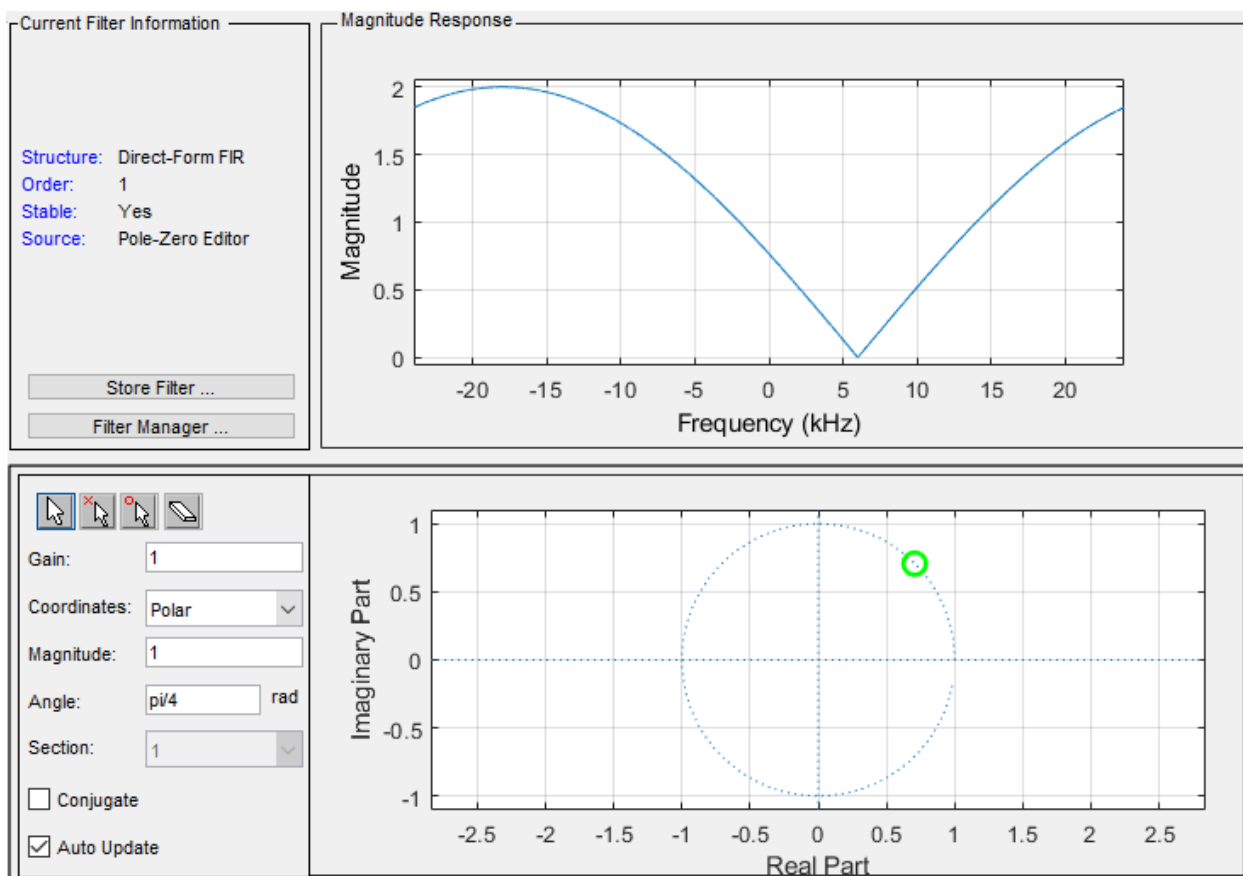 Current Filter Information
Structure: Direct-Form FIR
Order: 1
Stable: Yes
Source: Pole-Zero Editor
Store Filter ...
Filter Manager ...
Magnitude Response
2
1.5
1
0.5
0
Magnitude
-20 -15 -10 -5 0 5 10 15 20
Frequency (kHz)
Gain: 1
Coordinates: Polar
Magnitude: 1
Angle: pi/4 rad
Section: 1
Conjugate
Auto Update
1
0.5
0
-0.5
-1
Imaginary Part
-2.5 -2 -1.5 -1 -0.5 0 0.5 1 1.5 2 2.5
Real Part